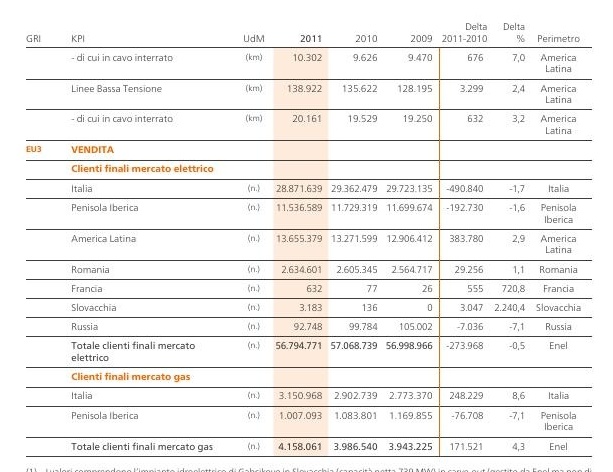 GRI KPI UdM 2011 2010 2009 Delta 2011-2010 Delta % Perimetro
- di cui in cavo interrato (km) 10.302 9.626 9.470 676 7,0 America Latina
Linee Bassa Tensione (km) 138.922 135.622 128.195 3.299 2,4 America Latina
- di cui in cavo interrato (km) 20.161 19.529 19.250 632 3,2 America Latina
EU3 VENDITA
Clienti finali mercato elettrico
Italia (n.) 28.871.639 29.362.479 29.723.135 -490.840 -1,7 Italia
Penisola Iberica (n.) 11.536.589 11.729.319 11.699.674 -192.730 -1,6 Penisola Iberica
America Latina (n.) 13.655.379 13.271.599 12.906.412 383.780 2,9 America Latina
Romania (n.) 2.634.601 2.605.345 2.564.717 29.256 1,1 Romania
Francia (n.) 632 77 26 555 720,8 Francia
Slovacchia (n.) 3.183 136 0 3.047 2.240,4 Slovacchia
Russia (n.) 92.748 99.784 105.002 -7.036 -7,1 Russia
Totale clienti finali mercato elettrico (n.) 56.794.771 57.068.739 56.998.966 -273.968 -0,5 Enel
Clienti finali mercato gas
Italia (n.) 3.150.968 2.902.739 2.773.370 248.229 8,6 Italia
Penisola Iberica (n.) 1.007.093 1.083.801 1.169.855 -76.708 -7,1 Penisola Iberica
Totale clienti finali mercato gas (n.) 4.158.061 3.986.540 3.943.225 171.521 4,3 Enel
(1) I valori comprendono l'impianto idroelettrico di Gabcikovo in Slovacchia (capacità netta 739 MW) in carve out (gestito da Enel ma non di